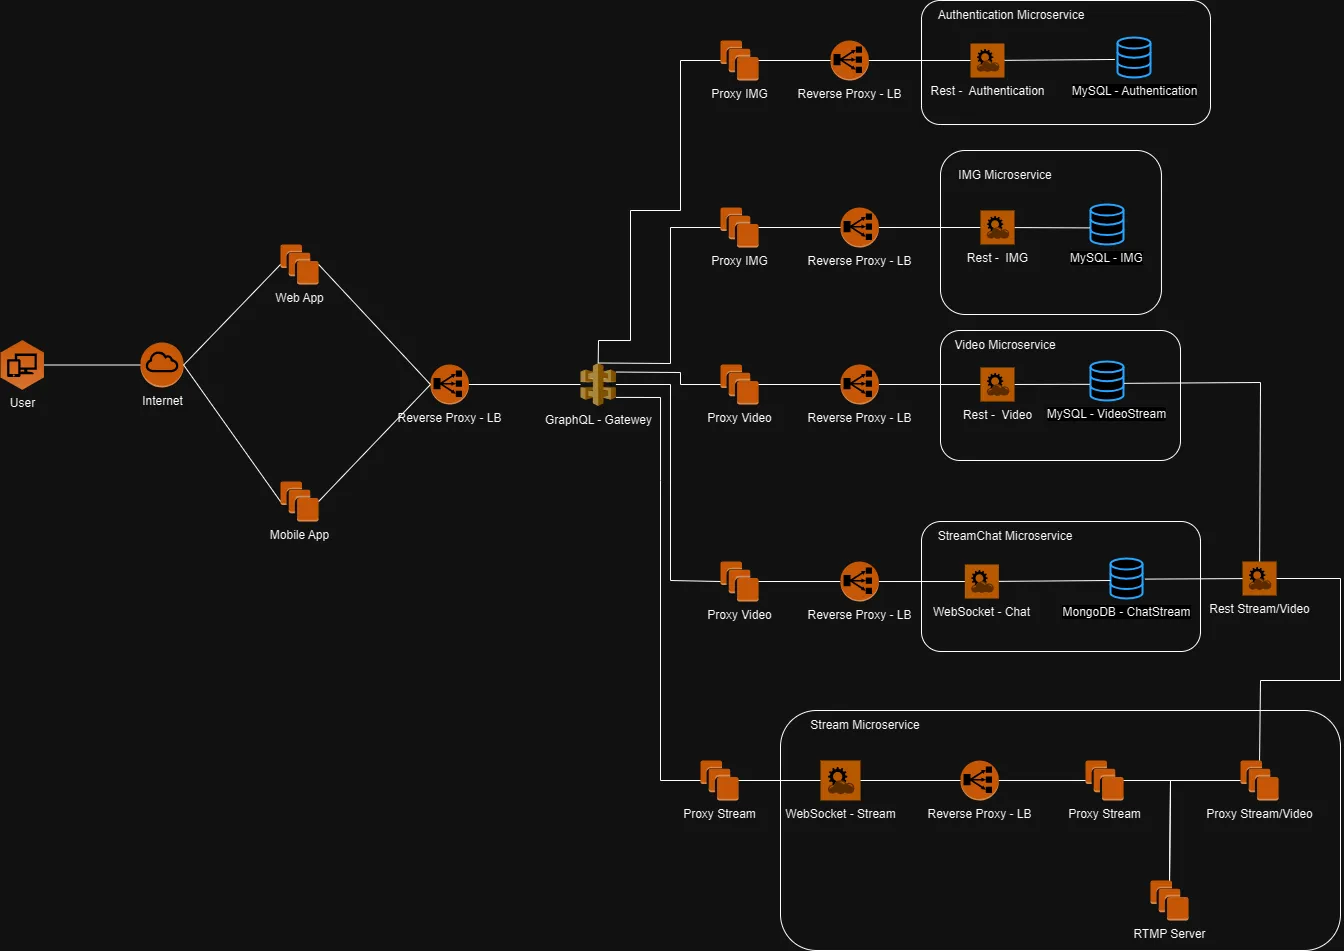 Authentication Microservice
Proxy IMG
Reverse Proxy - LB
Rest -  Authentication
MySQL - Authentication
IMG Microservice
Proxy IMG
Reverse Proxy - LB
Rest -  IMG
MySQL - IMG
Web App
User
Internet
Reverse Proxy - LB
GraphQL - Gatewey
Mobile App
Video Microservice
Proxy Video
Reverse Proxy - LB
Rest -  Video
MySQL - VideoStream
StreamChat Microservice
Proxy Video
Reverse Proxy - LB
WebSocket - Chat
MongoDB - ChatStream
Rest Stream/Video
Stream Microservice
Proxy Stream
WebSocket - Stream
Reverse Proxy - LB
Proxy Stream
Proxy Stream/Video
RTMP Server